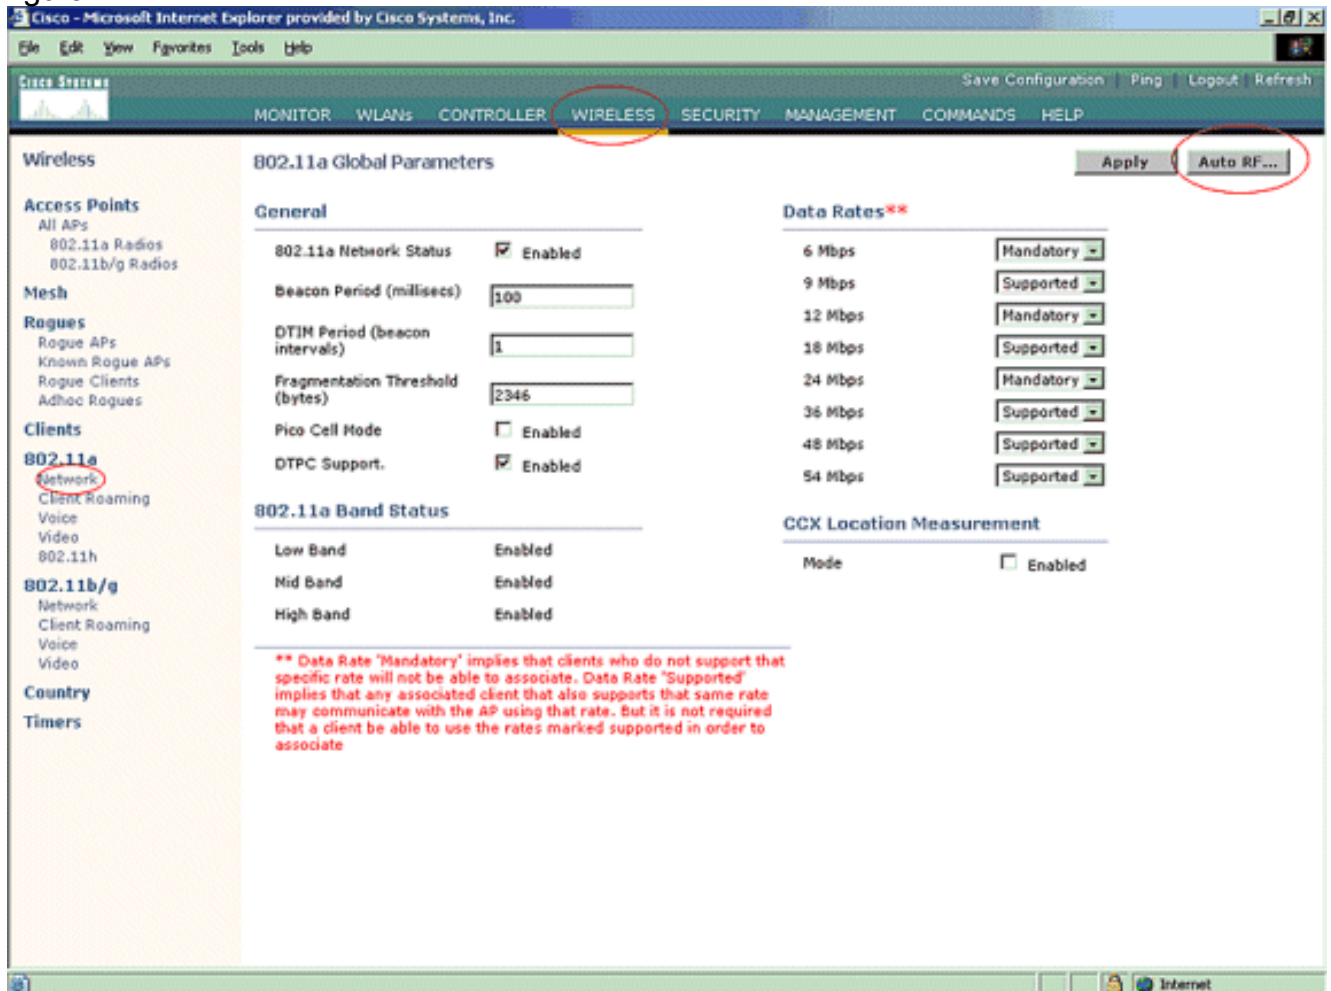 Cisco - Microsoft Internet Explorer provided by Cisco Systems, Inc.
File Edit View Favorites Tools Help
Cisco Systems
Save Configuration | Ping | Logout | Refresh
MONITOR WLANs CONTROLLER WIRELESS SECURITY MANAGEMENT COMMANDS HELP
Wireless
Access Points
All APs
802.11a Radios
802.11b/g Radios
Mesh
Rogues
Rogue APs
Known Rogue APs
Rogue Clients
Adhoc Rogues
Clients
802.11a
Network
Client Roaming
Voice
Video
802.11h
802.11b/g
Network
Client Roaming
Voice
Video
Country
Timers
802.11a Global Parameters
Apply
Auto RF...
General
802.11a Network Status Enabled
Beacon Period (millisecs) 100
DTIM Period (beacon
intervals) 1
Fragmentation Threshold
(bytes) 2346
Pico Cell Mode Enabled
DTPC Support. Enabled
802.11a Band Status
Low Band Enabled
Mid Band Enabled
High Band Enabled
** Data Rate 'Mandatory' implies that clients who do not support that
specific rate will not be able to associate. Data Rate 'Supported'
implies that any associated client that also supports that same rate
may communicate with the AP using that rate. But it is not required
that a client be able to use the rates marked supported in order to
associate
Data Rates**
6 Mbps Mandatory
9 Mbps Supported
12 Mbps Mandatory
18 Mbps Supported
24 Mbps Mandatory
36 Mbps Supported
48 Mbps Supported
54 Mbps Supported
CCX Location Measurement
Mode Enabled
Internet